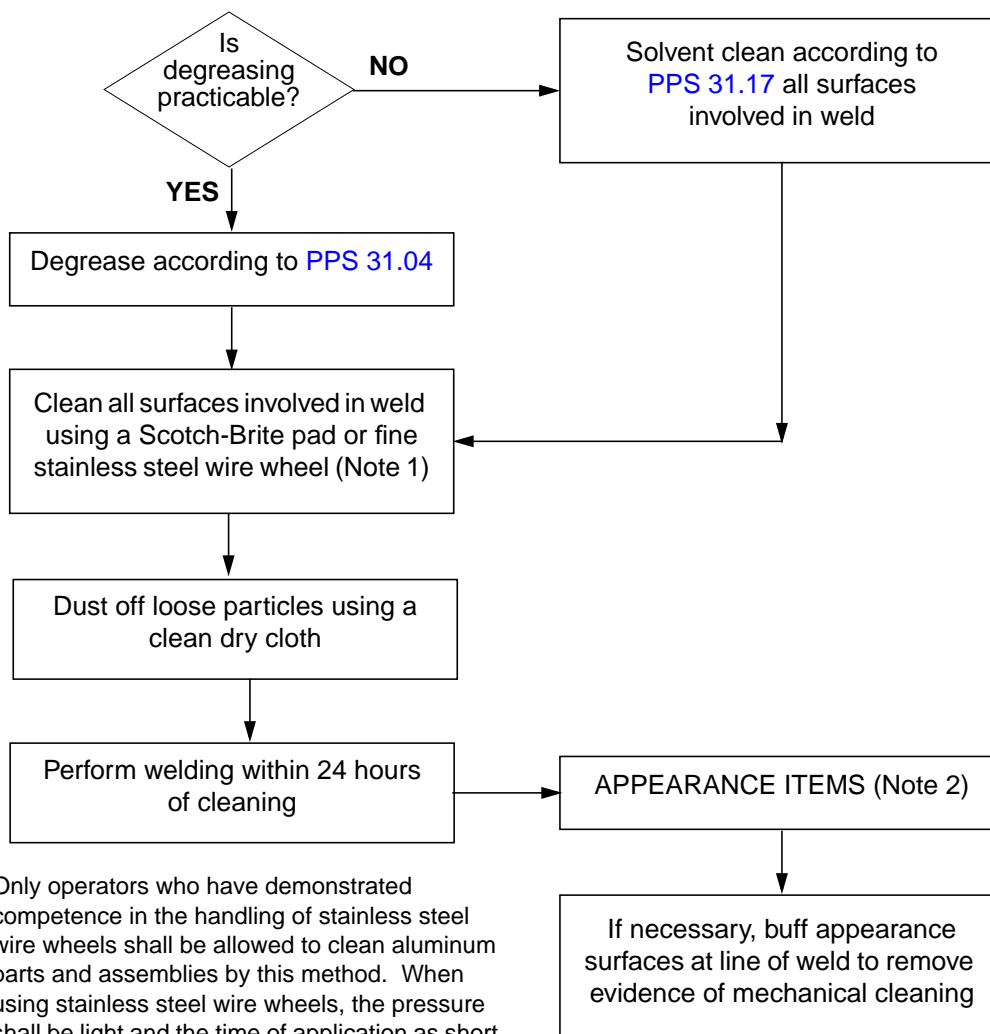 Is
degreasing
practicable?
NO
Solvent clean according to
PPS 31.17 all surfaces
involved in weld
YES
Degrease according to PPS 31.04
Clean all surfaces involved in weld
using a Scotch-Brite pad or fine
stainless steel wire wheel (Note 1)
Dust off loose particles using a
clean dry cloth
Perform welding within 24 hours
of cleaning
APPEARANCE ITEMS (Note 2)
If necessary, buff appearance
surfaces at line of weld to remove
evidence of mechanical cleaning
Only operators who have demonstrated
competence in the handling of stainless steel
wire wheels shall be allowed to clean aluminum
parts and assemblies by this method. When
using stainless steel wire wheels, the pressure
shall be light and the time of application as short